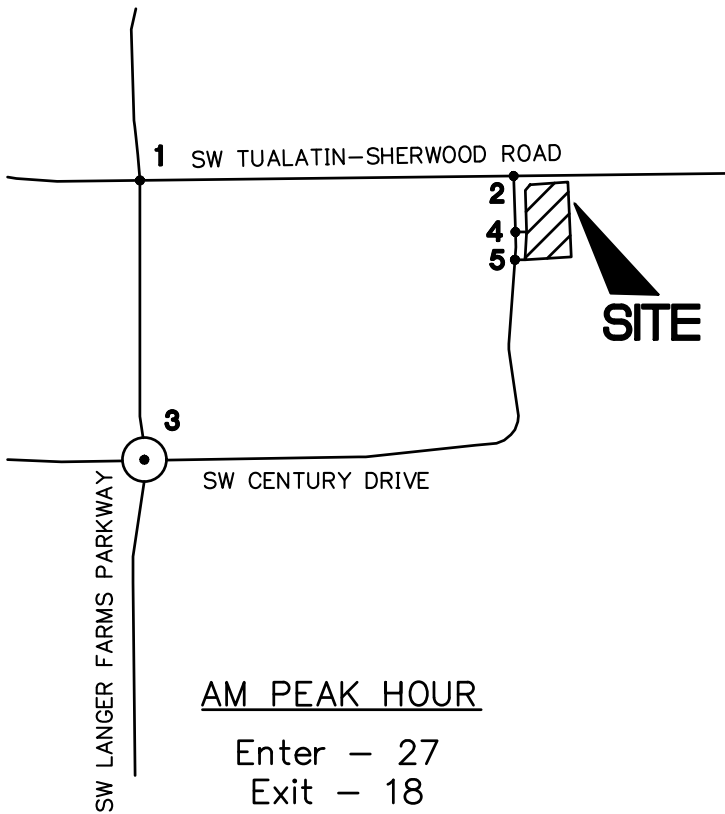 1
SW TUALATIN-SHERWOOD ROAD
2
4
5
SITE
3
SW CENTURY DRIVE
SW LANGER FARMS PARKWAY
AM PEAK HOUR
Enter - 27
Exit - 18